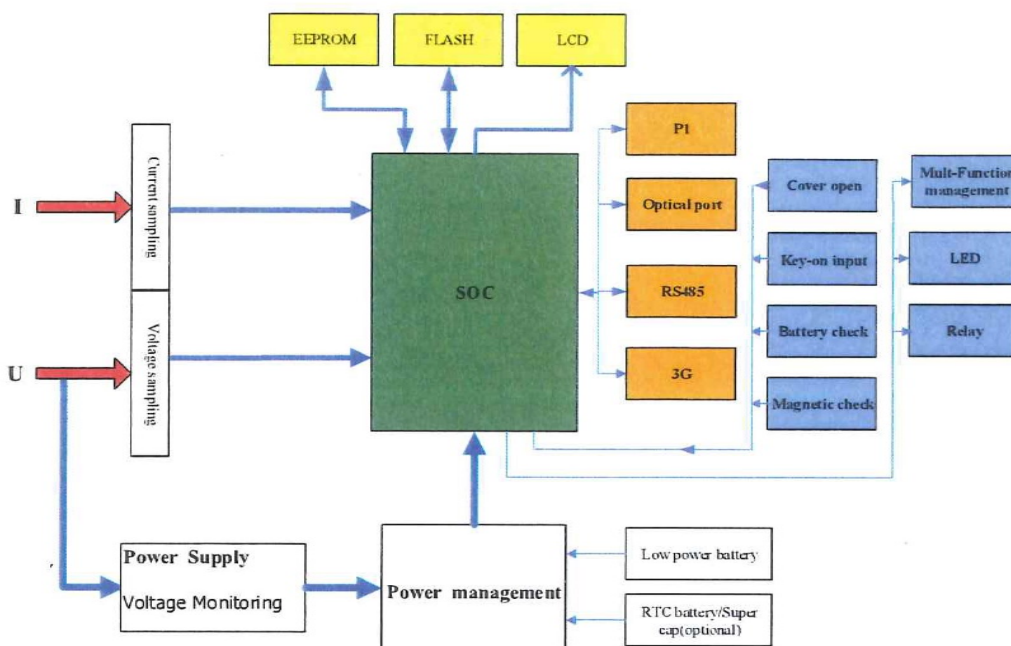 EEPROM
FLASH
LCD
P1
Optical port
RS485
3G
Cover open
Key-on input
Battery check
Magnetic check
Mult-Function
management
LED
Relay
I
Current sampling
U
Voltage sampling
SOC
Power Supply
Voltage Monitoring
Power management
Low power battery
RTC battery/Super
cap(optional)